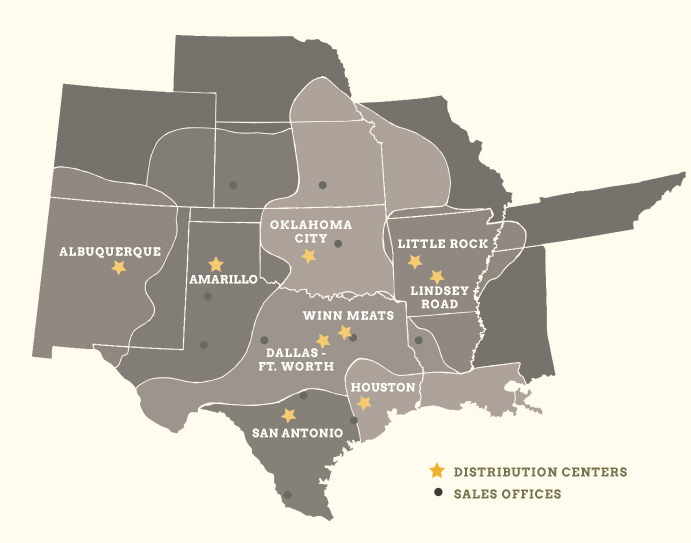 OKLAHOMA
CITY
ALBUQUERQUE
LITTLE ROCK
AMARILLO
LINDSEY
ROAD
WINN MEATS
DALLAS -
FT. WORTH
HOUSTON
SAN ANTONIO
DISTRIBUTION CENTERS
SALES OFFICES